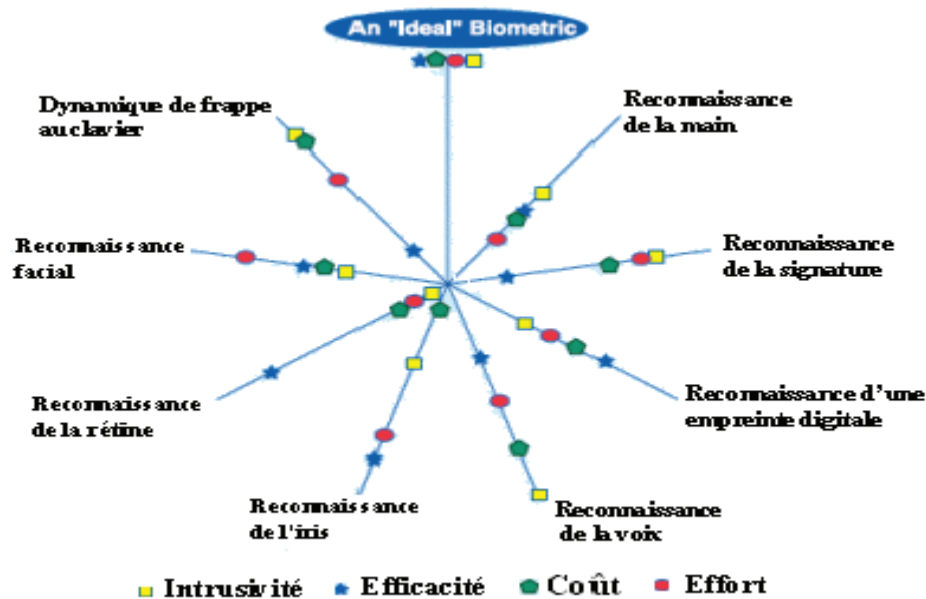 An "Ideal" Biometric
Dynamique de frappe
au clavier
Reconnaissance
de la main
Reconnaissance
facial
Reconnaissance
de la signature
Reconnaissance
de la rétine
Reconnaissance d'une
empreinte digitale
Reconnaissance
de l'iris
Reconnaissance
de la voix
Intrusivité Efficacité Coût Effort